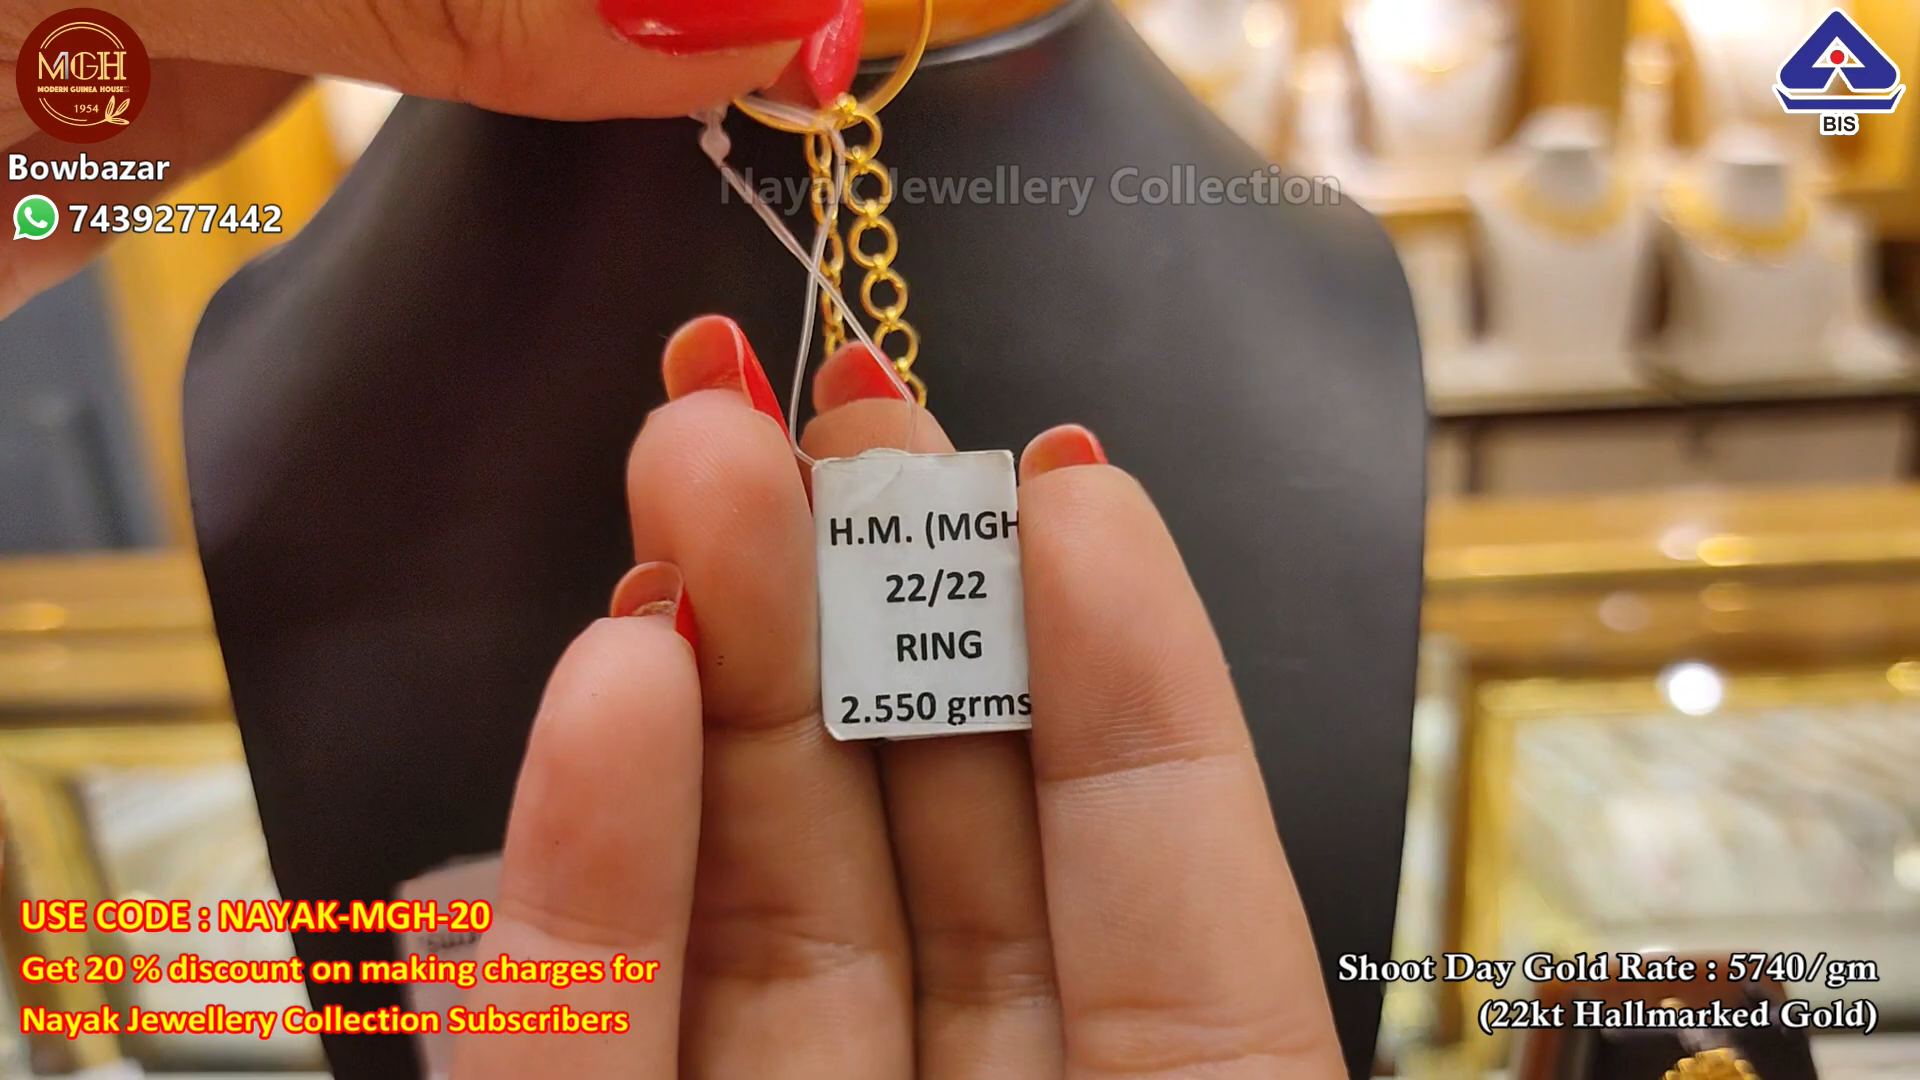 MGH
MODERN GUINEA HOUSE
1954
Bowbazar
7439277442
BIS
Nayak Jewellery Collection
H.M. (MGH
22/22
RING
2.550 grms
USE CODE : NAYAK-MGH-20
Get 20 % discount on making charges for
Nayak Jewellery Collection Subscribers
Shoot Day Gold Rate : 5740/gm
(22kt Hallmarked Gold)